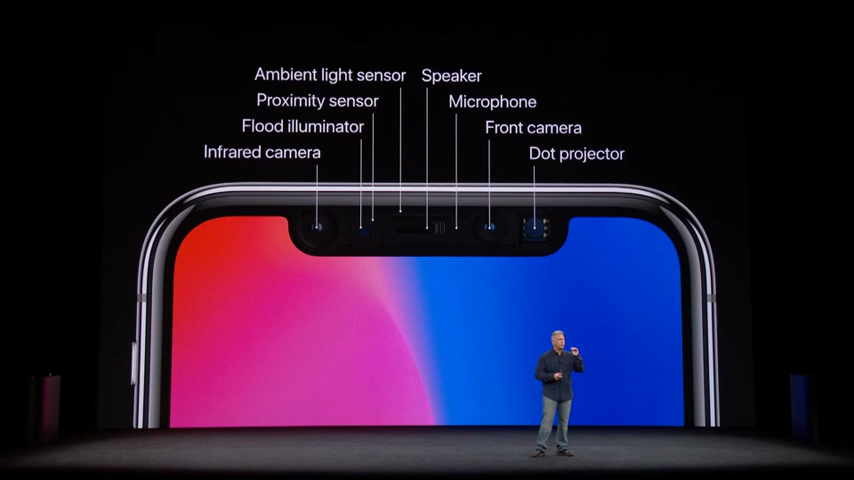 Ambient light sensor
Speaker
Proximity sensor
Microphone
Flood illuminator
Front camera
Infrared camera
Dot projector